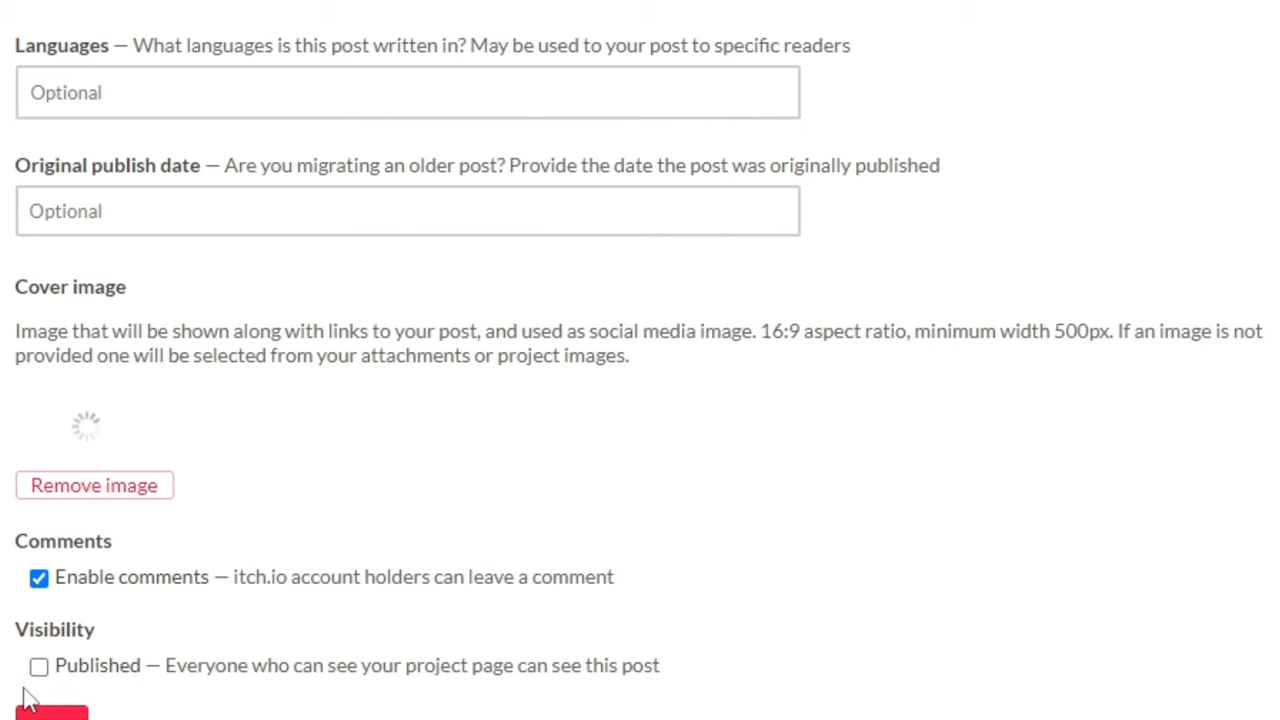 Languages — What languages is this post written in? May be used to your post to specific readers
Optional
Original publish date — Are you migrating an older post? Provide the date the post was originally published
Optional
Cover image
Image that will be shown along with links to your post, and used as social media image. 16:9 aspect ratio, minimum width 500px. If an image is not
provided one will be selected from your attachments or project images.
Remove image
Comments
Enable comments — itch.io account holders can leave a comment
Visibility
Published — Everyone who can see your project page can see this post